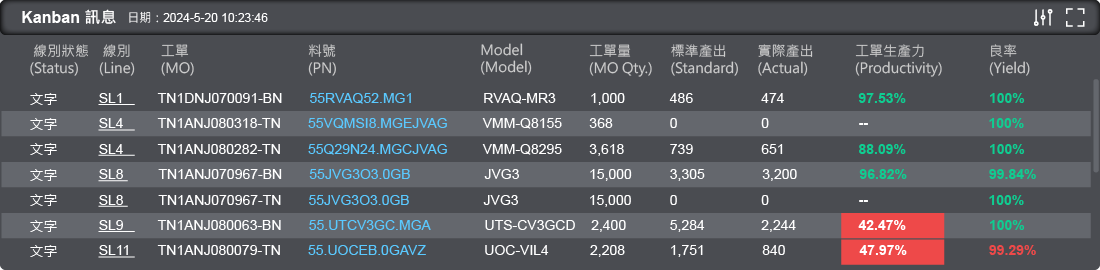 Kanban 訊息 日期：2024-5-20 10:23:46
線別狀態 線別 工單 料號 Model 工單量 標準產出 實際產出 工單生產力 良率
(Status) (Line) (MO) (PN) (Model) (MO Qty.) (Standard) (Actual) (Productivity) (Yield)
文字 SL1 TN1DNJ070091-BN 55RVAQ52.MG1 RVAQ-MR3 1,000 486 474 97.53% 100%
文字 SL4 TN1ANJ080318-TN 55VQMSI8.MGEJVAG VMM-Q8155 368 0 0 -- 100%
文字 SL4 TN1ANJ080282-TN 55Q29N24.MGCJVAG VMM-Q8295 3,618 739 651 88.09% 100%
文字 SL8 TN1ANJ070967-BN 55JVG3O3.0GB JVG3 15,000 3,305 3,200 96.82% 99.84%
文字 SL8 TN1ANJ070967-TN 55JVG3O3.0GB JVG3 15,000 0 0 -- 100%
文字 SL9 TN1ANJ080063-BN 55.UTCV3GC.MGA UTS-CV3GCD 2,400 5,284 2,244 42.47% 100%
文字 SL11 TN1ANJ080079-TN 55.UOCEB.0GAVZ UOC-VIL4 2,208 1,751 840 47.97% 99.29%